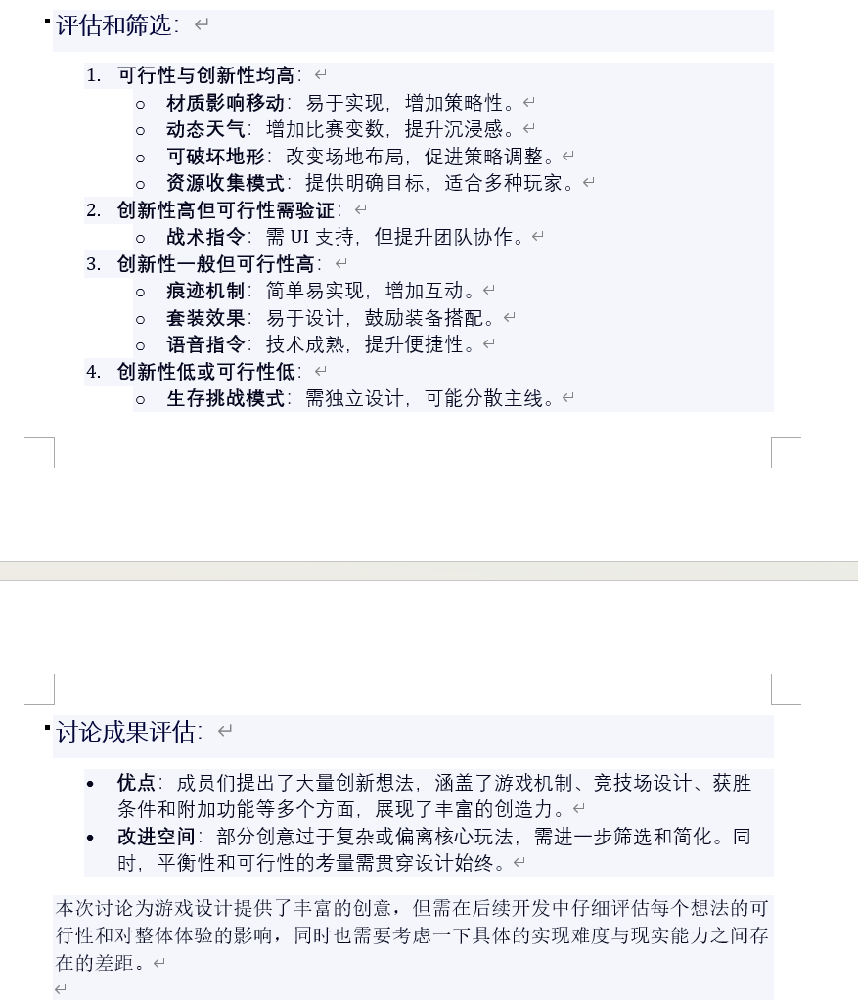 评估和筛选：
1. 可行性与创新性均高：
o 材质影响移动：易于实现，增加策略性。
o 动态天气：增加比赛变数，提升沉浸感。
o 可破坏地形：改变场地布局，促进策略调整。
o 资源收集模式：提供明确目标，适合多种玩家。
2. 创新性高但可行性需验证：
o 战术指令：需 UI 支持，但提升团队协作。
3. 创新性一般但可行性高：
o 痕迹机制：简单易实现，增加互动。
o 套装效果：易于设计，鼓励装备搭配。
o 语音指令：技术成熟，提升便捷性。
4. 创新性低或可行性低：
o 生存挑战模式：需独立设计，可能分散主线。
讨论成果评估：
• 优点：成员们提出了大量创新想法，涵盖了游戏机制、竞技场设计、获胜
条件和附加功能等多个方面，展现了丰富的创造力。
• 改进空间：部分创意过于复杂或偏离核心玩法，需进一步筛选和简化。同
时，平衡性和可行性的考量需贯穿设计始终。
本次讨论为游戏设计提供了丰富的创意，但需在后续开发中仔细评估每个想法的可
行性和对整体体验的影响，同时也需要考虑一下具体的实现难度与现实能力之间存
在的差距。